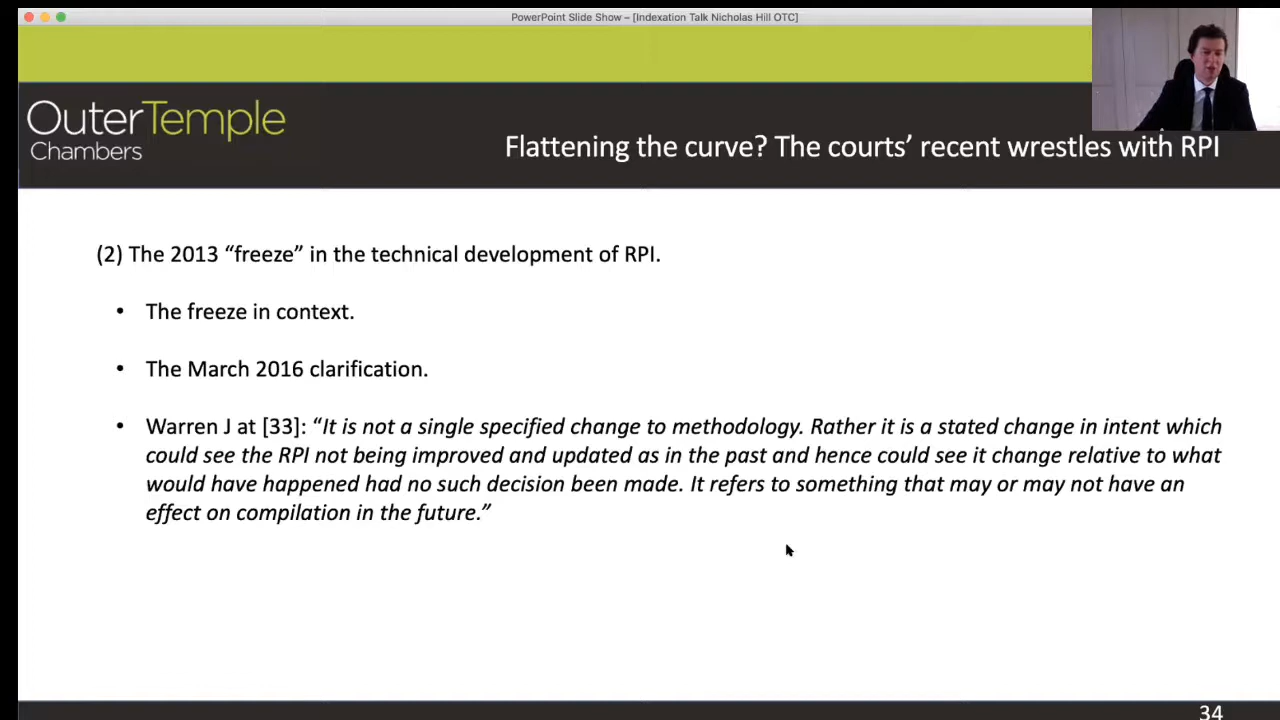 PowerPoint Slide Show – [Indexation Talk Nicholas Hill OTC]
OuterTemple
Chambers
Flattening the curve? The courts’ recent wrestles with RPI
(2) The 2013 “freeze” in the technical development of RPI.
• The freeze in context.
• The March 2016 clarification.
• Warren J at [33]: “It is not a single specified change to methodology. Rather it is a stated change in intent which
could see the RPI not being improved and updated as in the past and hence could see it change relative to what
would have happened had no such decision been made. It refers to something that may or may not have an
effect on compilation in the future.”
34